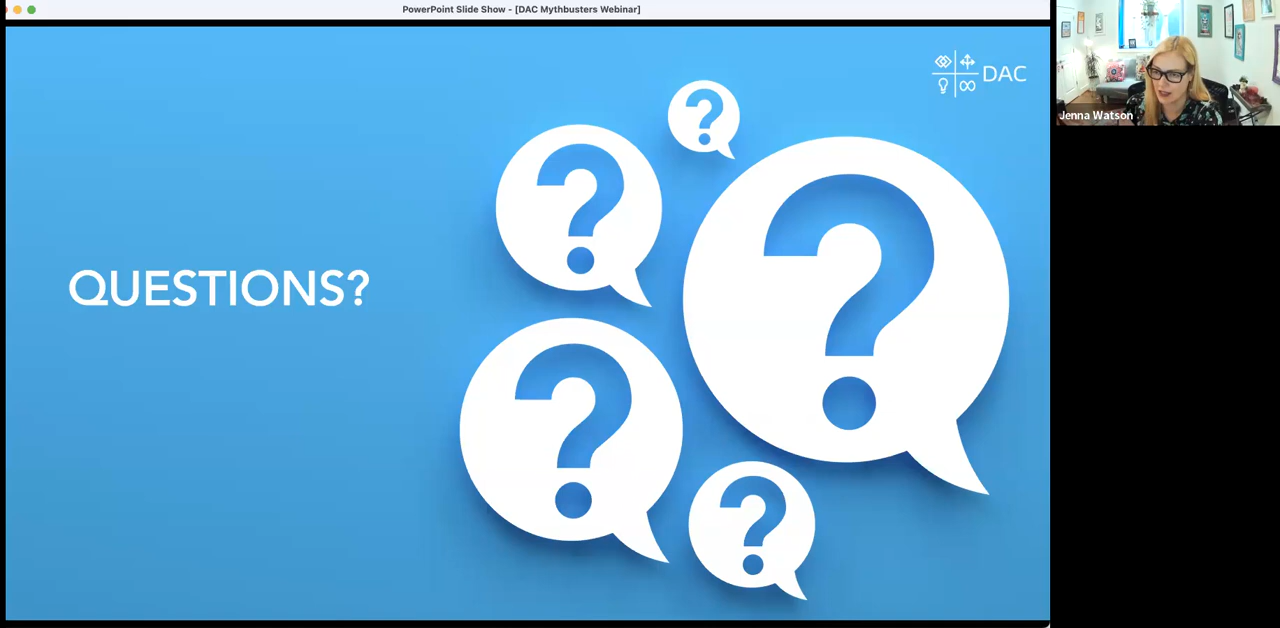 PowerPoint Slide Show - [DAC Mythbusters Webinar]
DAC
QUESTIONS?
?
?
?
?
?
Jenna Watson